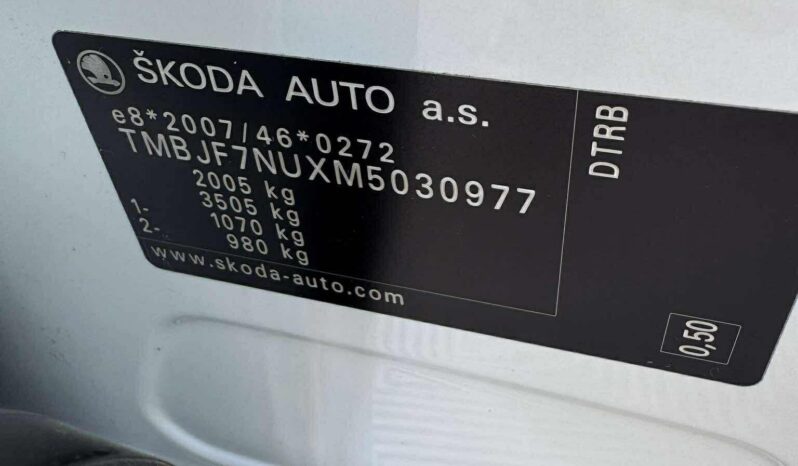 ŠKODA AUTO a.s.
e8*2007/46*0272
TMBJF7NUXM5030977
2005 kg
3505 kg
1- 1070 kg
2- 980 kg
www.skoda-auto.com
DTRB
0,50